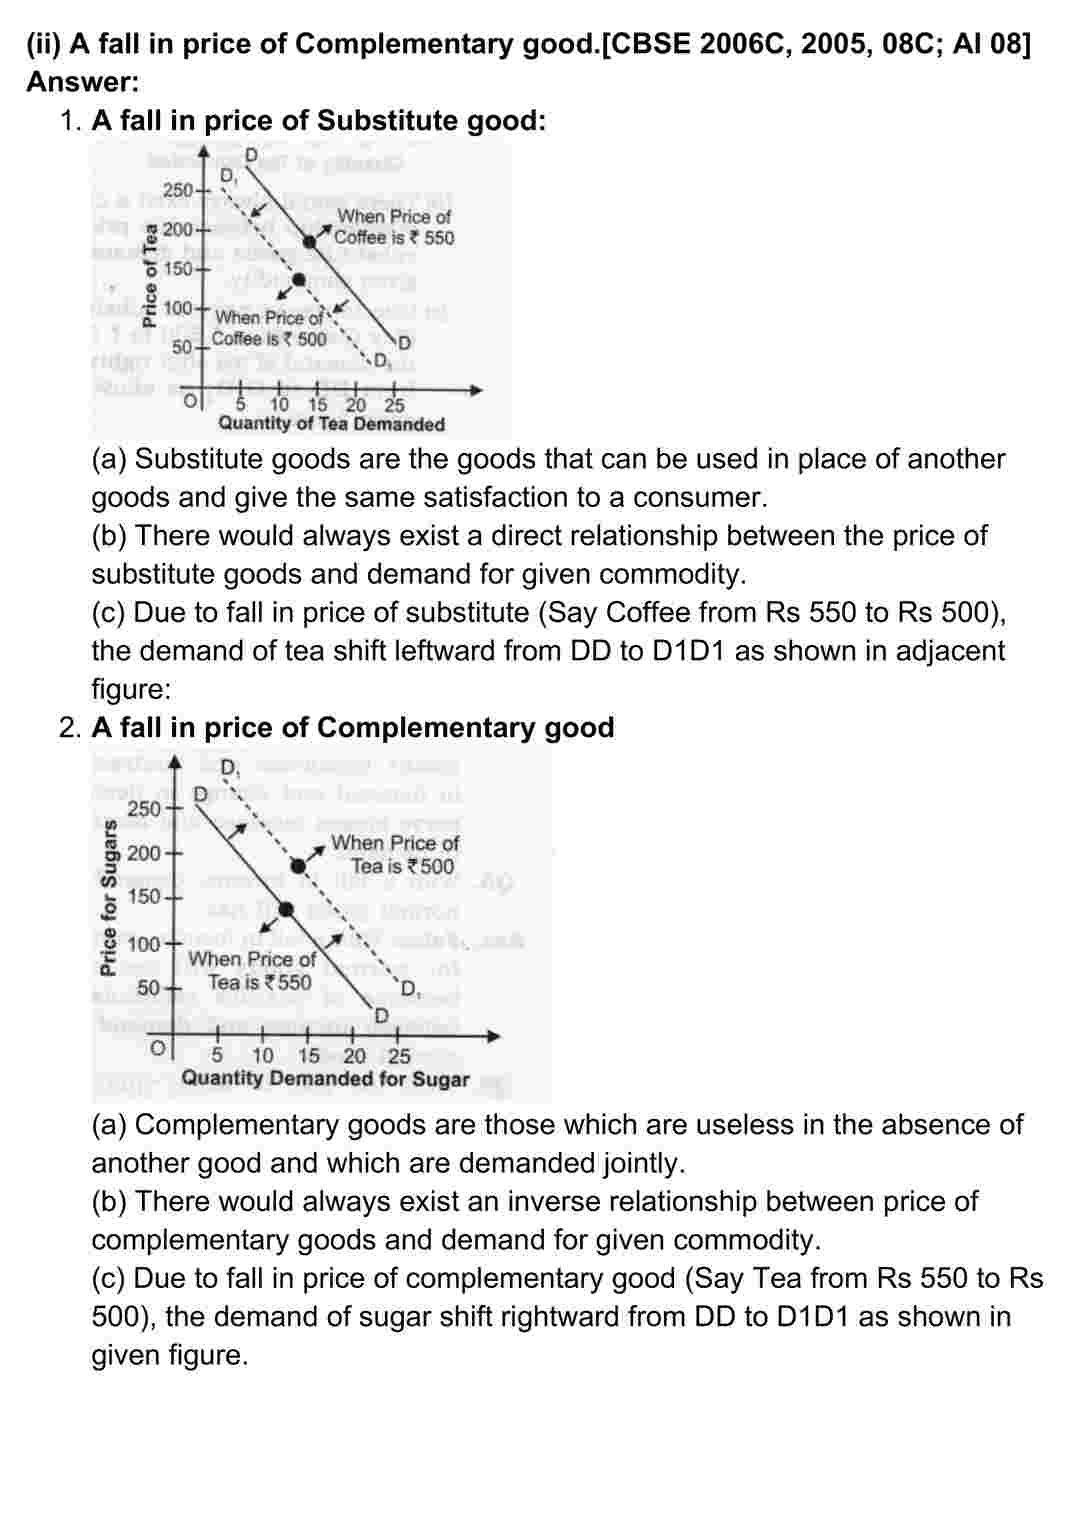 (ii) A fall in price of Complementary good.[CBSE 2006C, 2005, 08C; AI 08]
Answer:
1. A fall in price of Substitute good:
D
D₁
250
200
150
100
50
Price of Tea
When Price of
Coffee is ₹ 550
When Price of
Coffee is ₹ 500
D
D₁
O 5 10 15 20 25
Quantity of Tea Demanded
(a) Substitute goods are the goods that can be used in place of another
goods and give the same satisfaction to a consumer.
(b) There would always exist a direct relationship between the price of
substitute goods and demand for given commodity.
(c) Due to fall in price of substitute (Say Coffee from Rs 550 to Rs 500),
the demand of tea shift leftward from DD to D1D1 as shown in adjacent
figure:
2. A fall in price of Complementary good
D₁
D
250
200
150
100
50
Price for Sugars
When Price of
Tea is ₹500
When Price of
Tea is ₹550
D₁
D
O 5 10 15 20 25
Quantity Demanded for Sugar
(a) Complementary goods are those which are useless in the absence of
another good and which are demanded jointly.
(b) There would always exist an inverse relationship between price of
complementary goods and demand for given commodity.
(c) Due to fall in price of complementary good (Say Tea from Rs 550 to Rs
500), the demand of sugar shift rightward from DD to D1D1 as shown in
given figure.